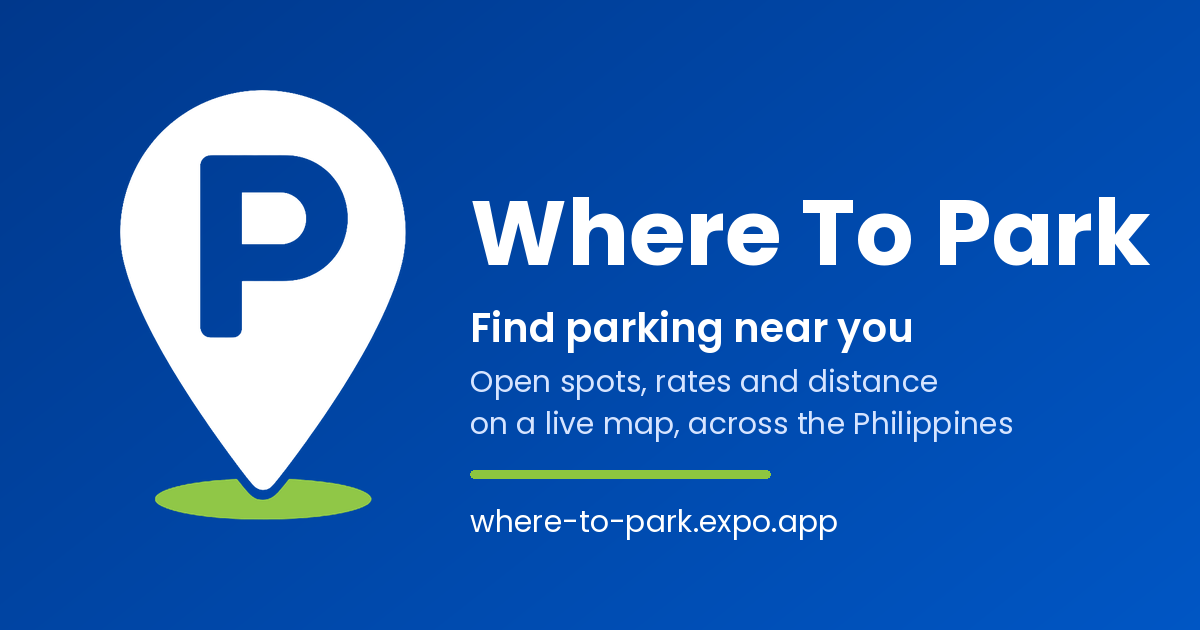 P
Where To Park
Find parking near you
Open spots, rates and distance
on a live map, across the Philippines
where-to-park.expo.app